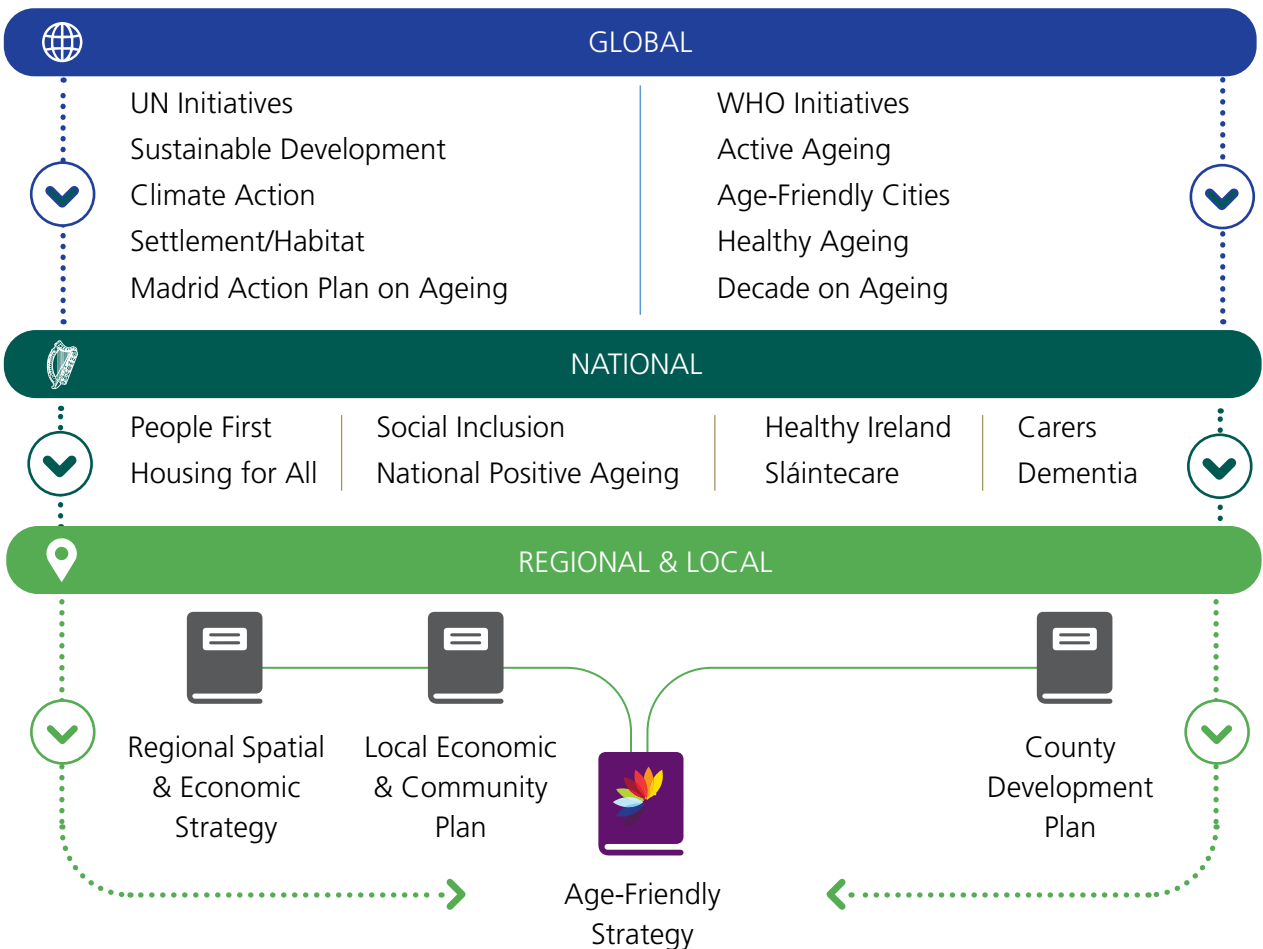 GLOBAL
UN Initiatives
Sustainable Development
Climate Action
Settlement/Habitat
Madrid Action Plan on Ageing
WHO Initiatives
Active Ageing
Age-Friendly Cities
Healthy Ageing
Decade on Ageing
NATIONAL
People First
Housing for All
Social Inclusion
National Positive Ageing
Healthy Ireland
Sláintecare
Carers
Dementia
REGIONAL & LOCAL
Regional Spatial
& Economic
Strategy
Local Economic
& Community
Plan
County
Development
Plan
Age-Friendly
Strategy